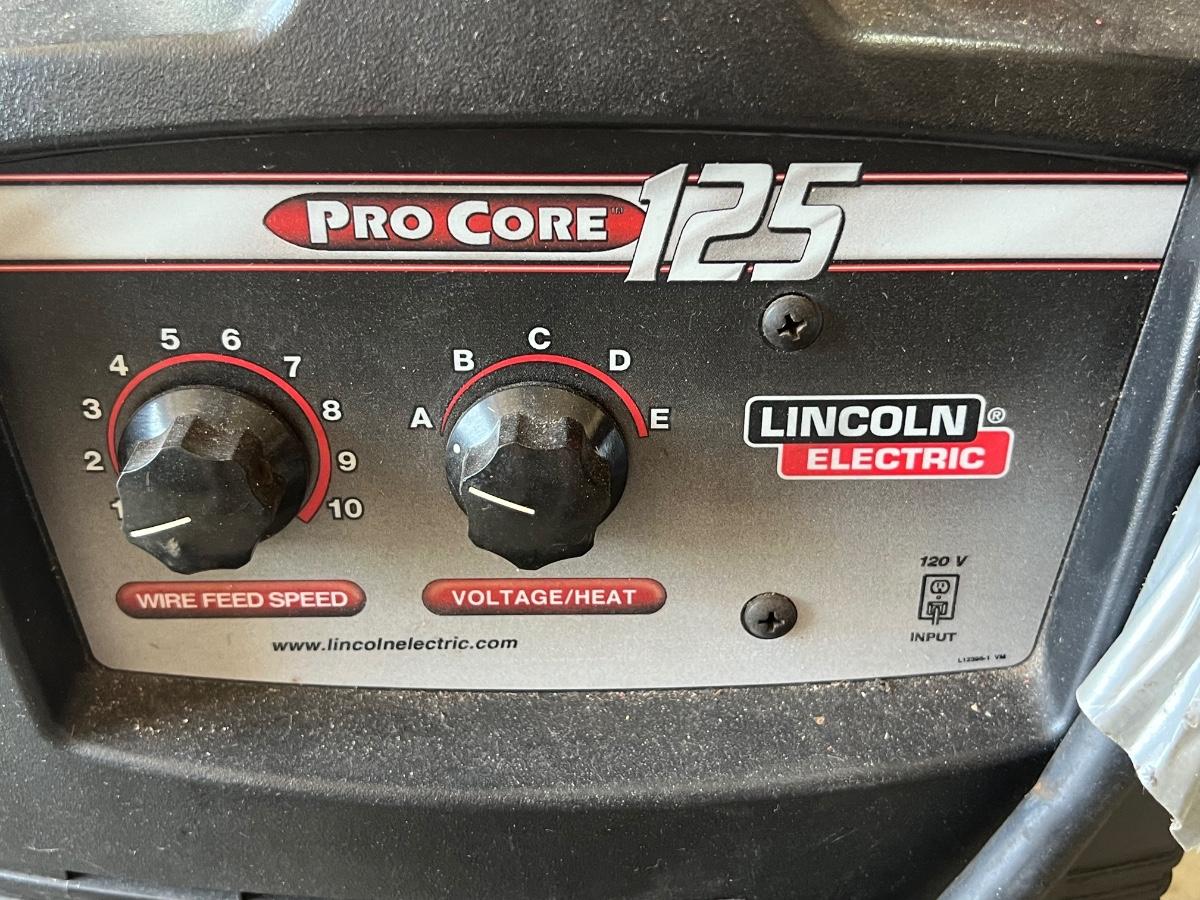 PRO CORE™ 125
5 6
4 7
3 8
2 9
1 10
C
B D
A E
LINCOLN ®
ELECTRIC
WIRE FEED SPEED
VOLTAGE/HEAT
www.lincolnelectric.com
120 V
INPUT